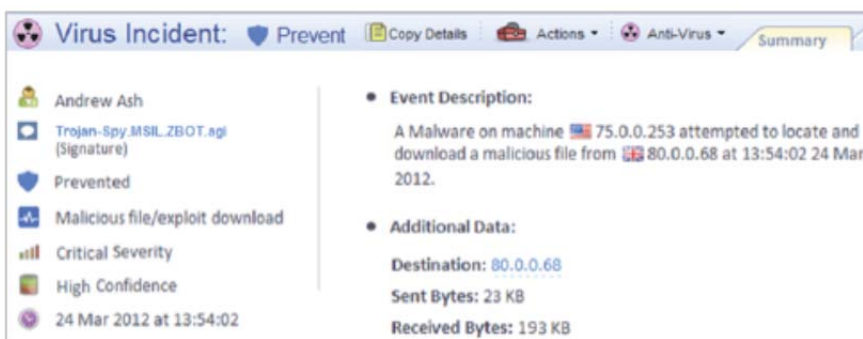 Virus Incident: Prevent Copy Details Actions Anti-Virus Summary
Andrew Ash
Trojan-Spy.MSIL.ZBOT.agl
(Signature)
Prevented
Malicious file/exploit download
Critical Severity
High Confidence
24 Mar 2012 at 13:54:02
• Event Description:
A Malware on machine 75.0.0.253 attempted to locate and
download a malicious file from 80.0.0.68 at 13:54:02 24 Mar
2012.
• Additional Data:
Destination: 80.0.0.68
Sent Bytes: 23 KB
Received Bytes: 193 KB